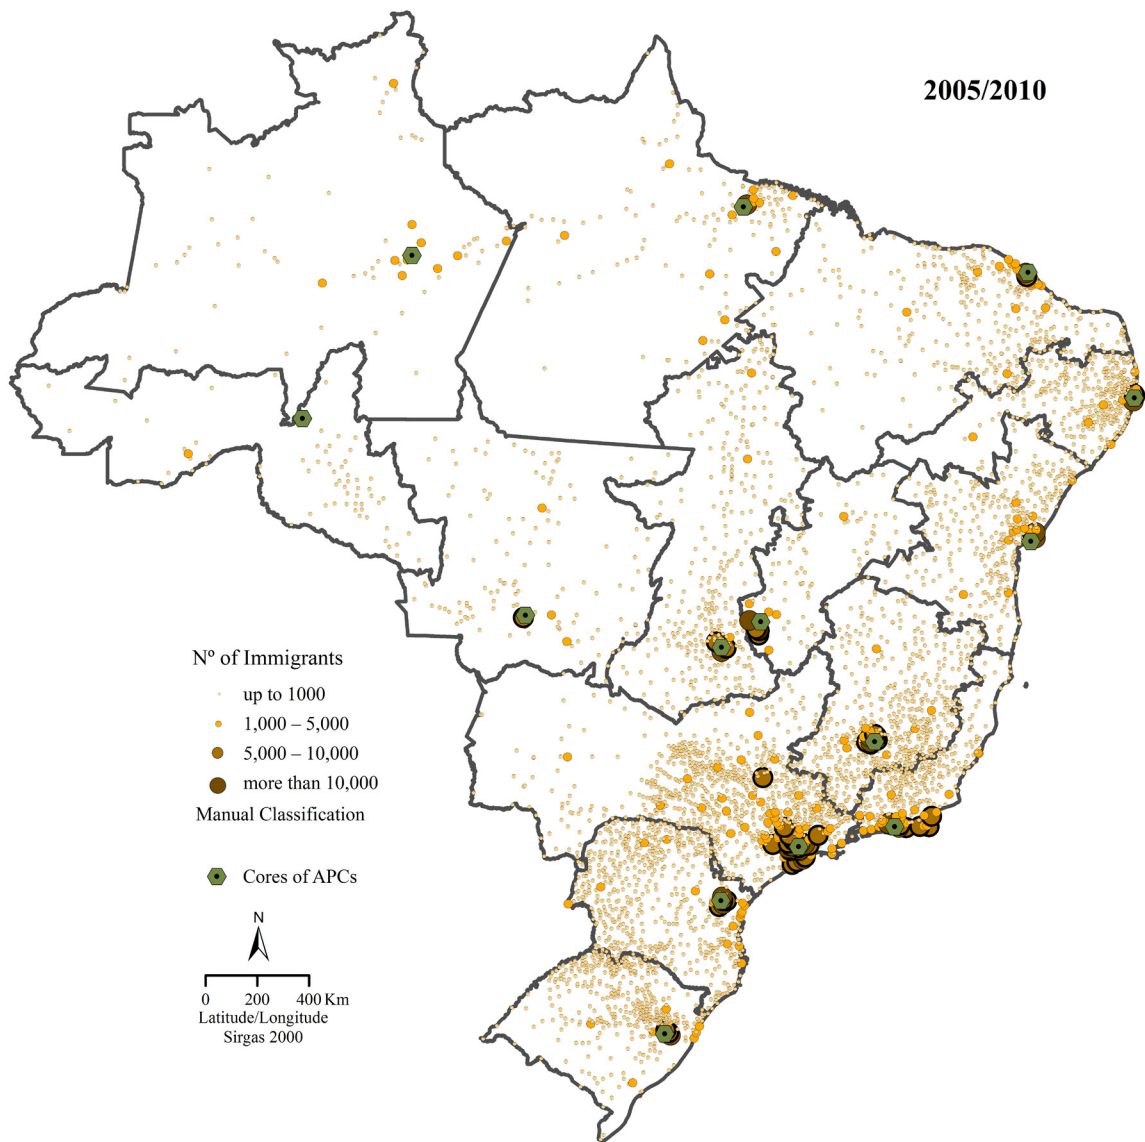 2005/2010
Nº of Immigrants
up to 1000
1,000 – 5,000
5,000 – 10,000
more than 10,000
Manual Classification
Cores of APCs
N
0 200 400 Km
Latitude/Longitude
Sirgas 2000